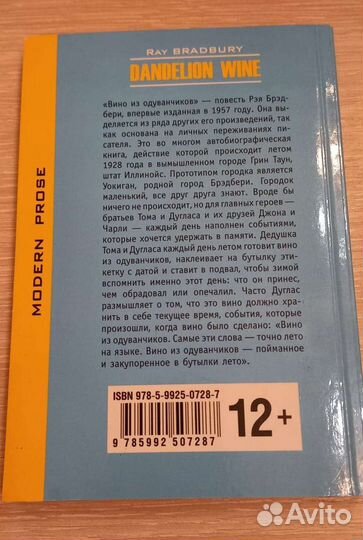 RAY BRADBURY
DANDELION WINE
«Вино из одуванчиков» — повесть Рэя Брэд-
бери, впервые изданная в 1957 году. Она вы-
деляется из ряда других его произведений, так
как основана на личных переживаниях пи-
сателя. Это во многом автобиографическая
книга, действие которой происходит летом
1928 года в вымышленном городе Грин Таун,
штат Иллинойс. Прототипом городка является
Уокиган, родной город Брэдбери. Городок
маленький, все друг друга знают. Вроде бы
ничего не происходит, но для главных героев —
братьев Тома и Дугласа и их друзей Джона и
Чарли — каждый день наполнен событиями,
которые хочется удержать в памяти. Дедушка
Тома и Дугласа каждый день летом готовит вино
из одуванчиков, наклеивает на бутылку эти-
кетку с датой и ставит в подвал, чтобы зимой
вспомнить именно этот день: что он принес,
чем обрадовал или опечалил. Часто Дуглас
размышляет о том, что это вино должно хра-
нить в себе текущее время, события, которые
произошли, когда вино было сделано: «Вино
из одуванчиков. Самые эти слова — точно лето
на языке. Вино из одуванчиков — пойманное
и закупоренное в бутылки лето».
MODERN PROSE
ISBN 978-5-9925-0728-7
9 785992 507287
12+
Avito